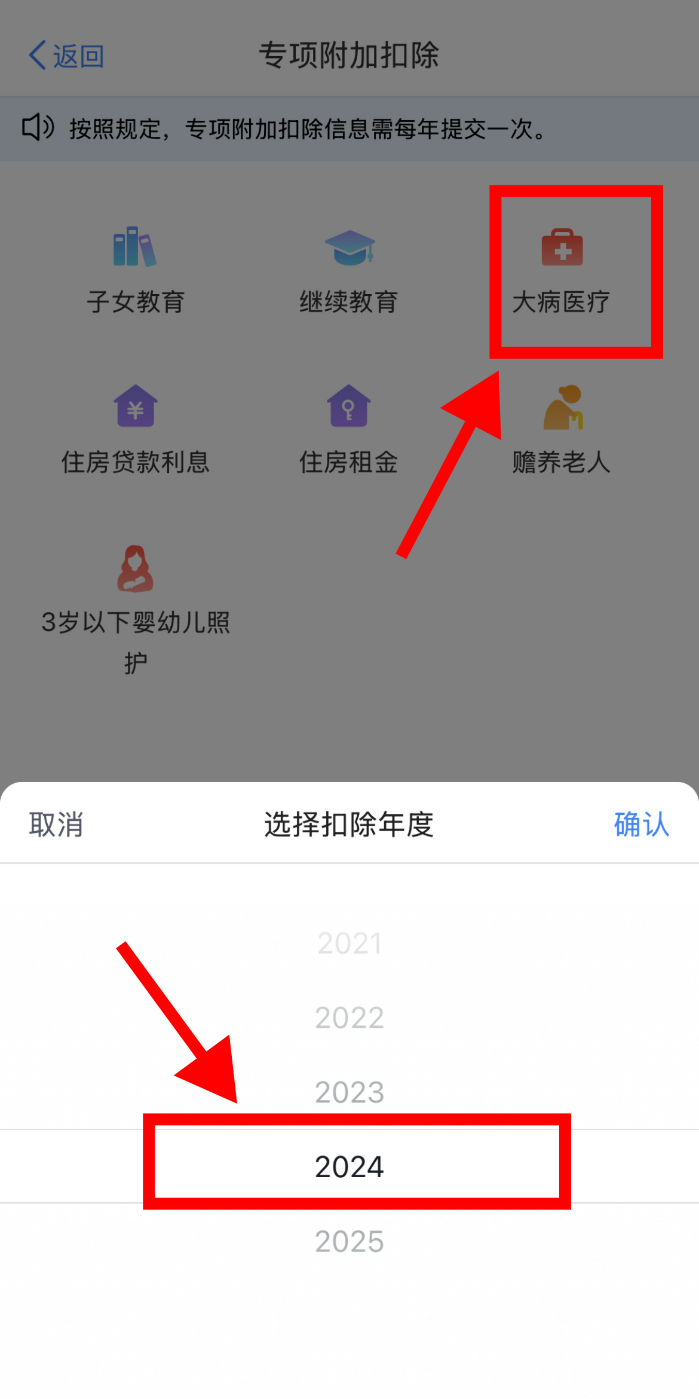 返回
专项附加扣除
按照规定，专项附加扣除信息需每年提交一次。
子女教育
继续教育
大病医疗
¥
住房贷款利息
住房租金
赡养老人
3岁以下婴幼儿照
护
取消
选择扣除年度
确认
2021
2022
2023
2024
2025